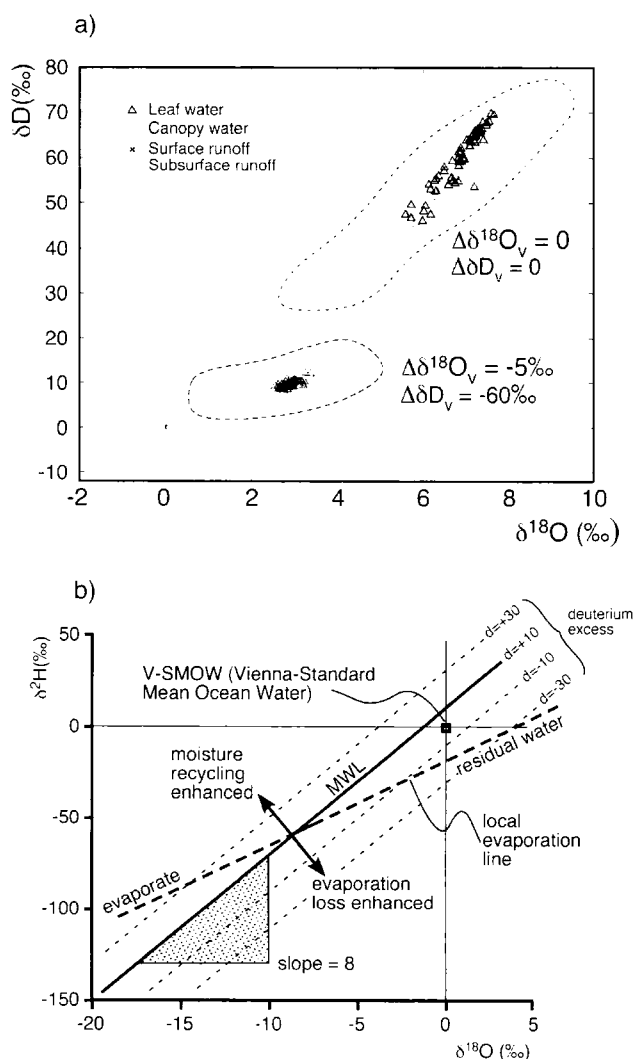 a)
δD(‰)
80
70
60
50
40
30
20
10
0
-10
△ Leaf water
Canopy water
× Surface runoff
Subsurface runoff
Δδ¹⁸Oᵥ = 0
ΔδDᵥ = 0
Δδ¹⁸Oᵥ = -5‰
ΔδDᵥ = -60‰
-2 0 2 4 6 8 10
δ¹⁸O (‰)
b)
δ²H(‰)
50
0
-50
-100
-150
d=+30
d=+10
d=-10
d=-30
deuterium
excess
V-SMOW (Vienna-Standard
Mean Ocean Water)
moisture
recycling
enhanced
MWL
residual water
local
evaporation
line
evaporate
evaporation
loss enhanced
slope = 8
-20 -15 -10 -5 0 5
δ¹⁸O (‰)